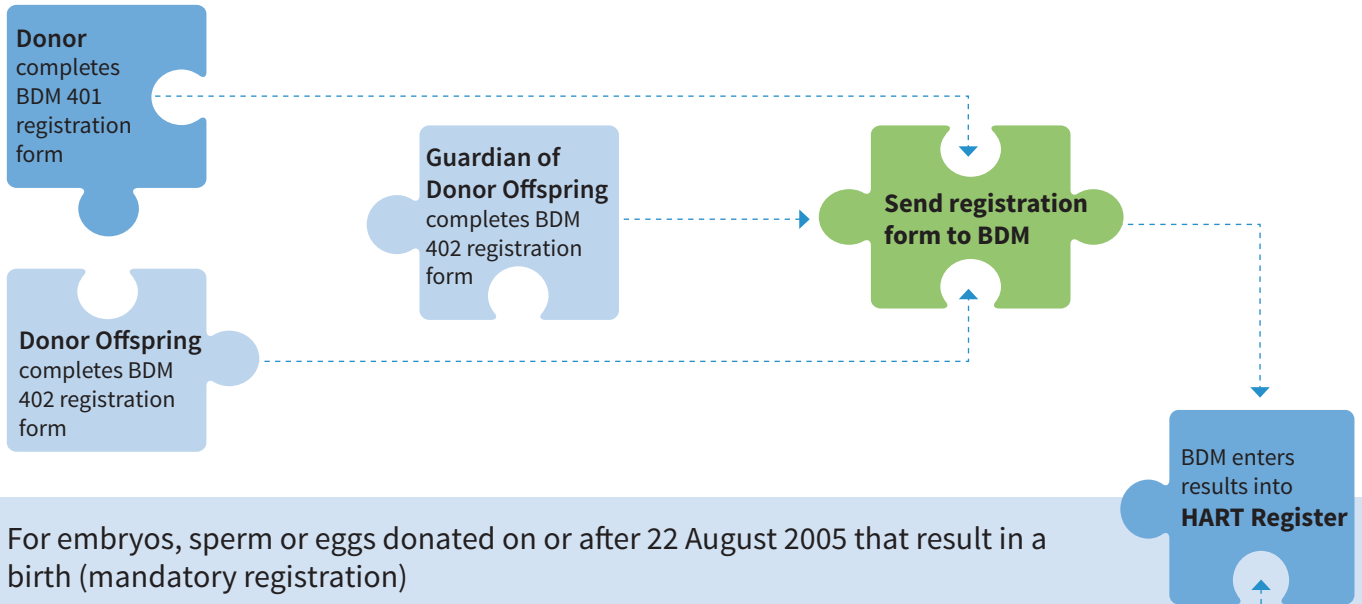 Donor
completes
BDM 401
registration
form
Guardian of
Donor Offspring
completes BDM
402 registration
form
Send registration
form to BDM
Donor Offspring
completes BDM
402 registration
form
BDM enters
results into
HART Register
For embryos, sperm or eggs donated on or after 22 August 2005 that result in a
birth (mandatory registration)